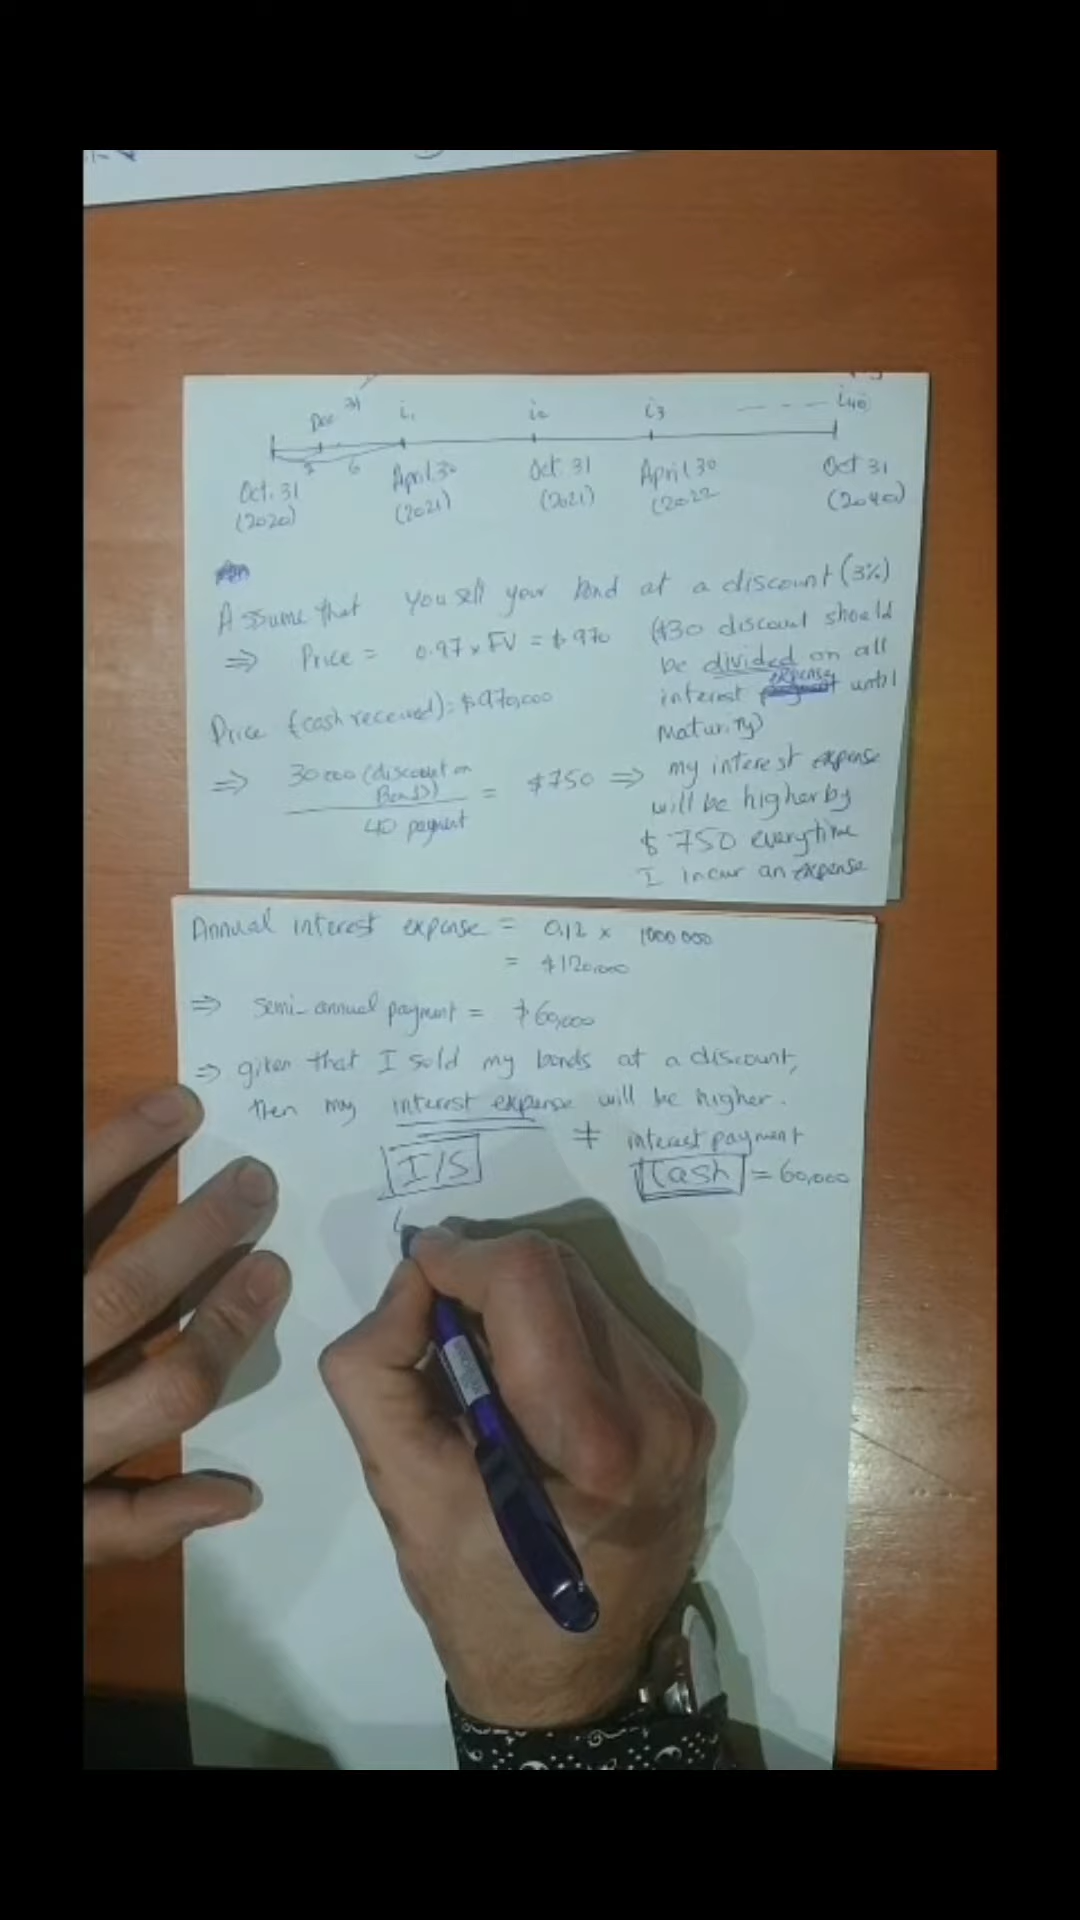 Dec 31 i1 i2 i3 ---- i40
2 6
Oct. 31 April 30 Oct 31 April 30 Oct 31
(2020) (2021) (2021) (2022 (2040)
Assume that you sell your bond at a discount (3%)
⇒ Price = 0.97 x FV = $970 ($30 discount should
be divided on all
interest expense until
maturity)
Price (cash received) = $970,000
⇒ 30000 (discount on Bonds) / 40 payment = $750 ⇒ my interest expense
will be higher by
$750 everytime
I incur an expense
Annual interest expense = 0.12 x 1000 000
= $120,000
⇒ semi-annual payment = $60,000
⇒ given that I sold my bonds at a discount,
then my interest expense will be higher.
≠ interest payment
I/S Cash = 60,000